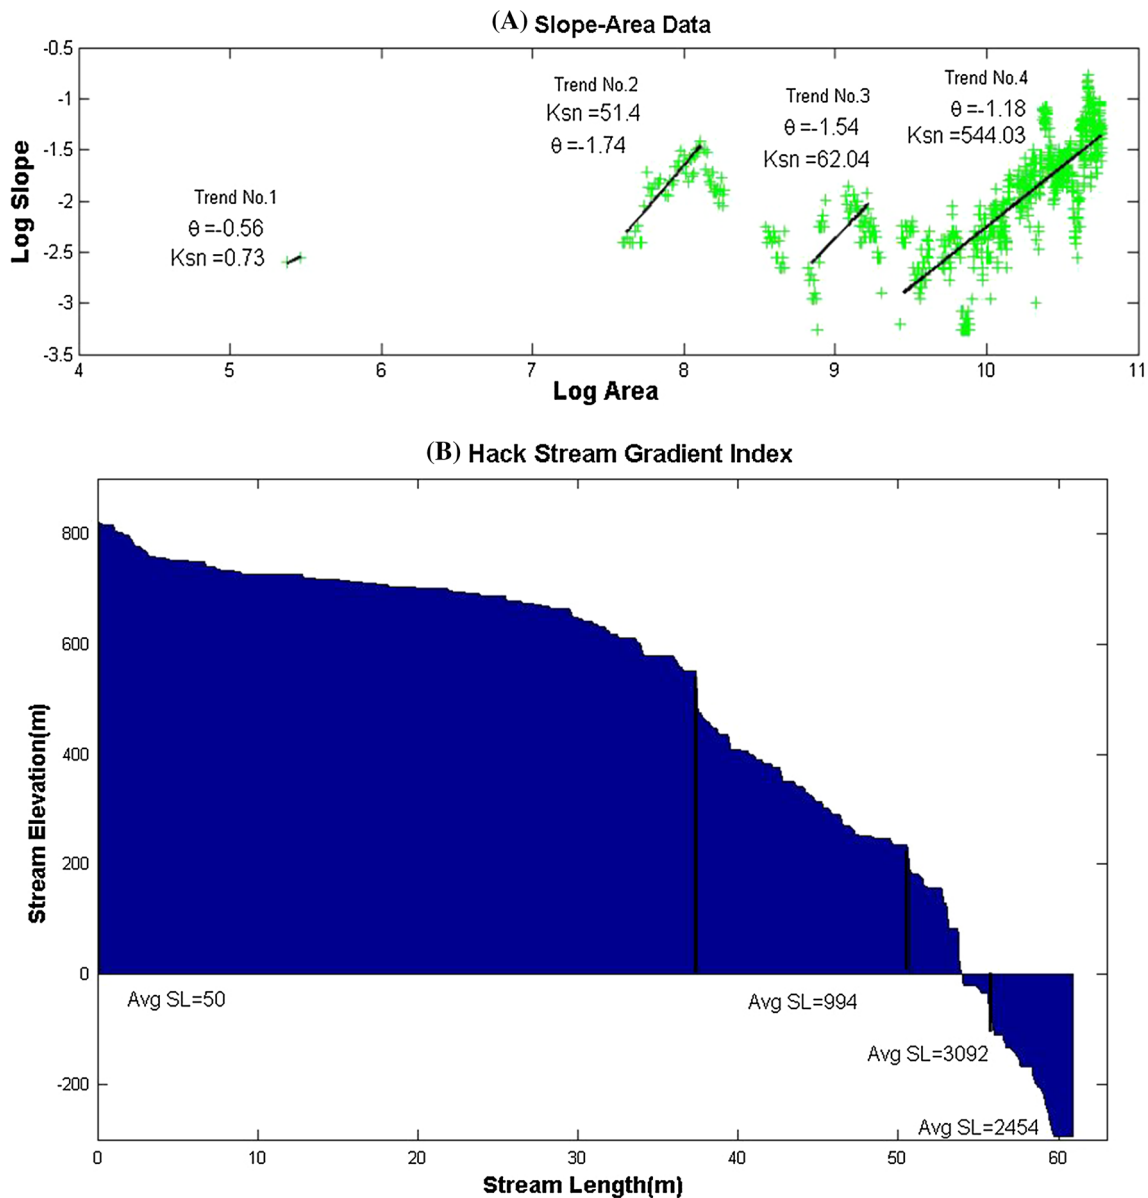 (A) Slope-Area Data
-0.5
-1
-1.5
-2
-2.5
-3
-3.5
Log Slope
Trend No.1
θ =-0.56
Ksn =0.73
Trend No.2
Ksn =51.4
θ =-1.74
Trend No.3
θ =-1.54
Ksn =62.04
Trend No.4
θ =-1.18
Ksn =544.03
4 5 6 7 8 9 10 11
Log Area
(B) Hack Stream Gradient Index
800
600
400
200
0
-200
Stream Elevation(m)
Avg SL=50
Avg SL=994
Avg SL=3092
Avg SL=2454
0 10 20 30 40 50 60
Stream Length(m)